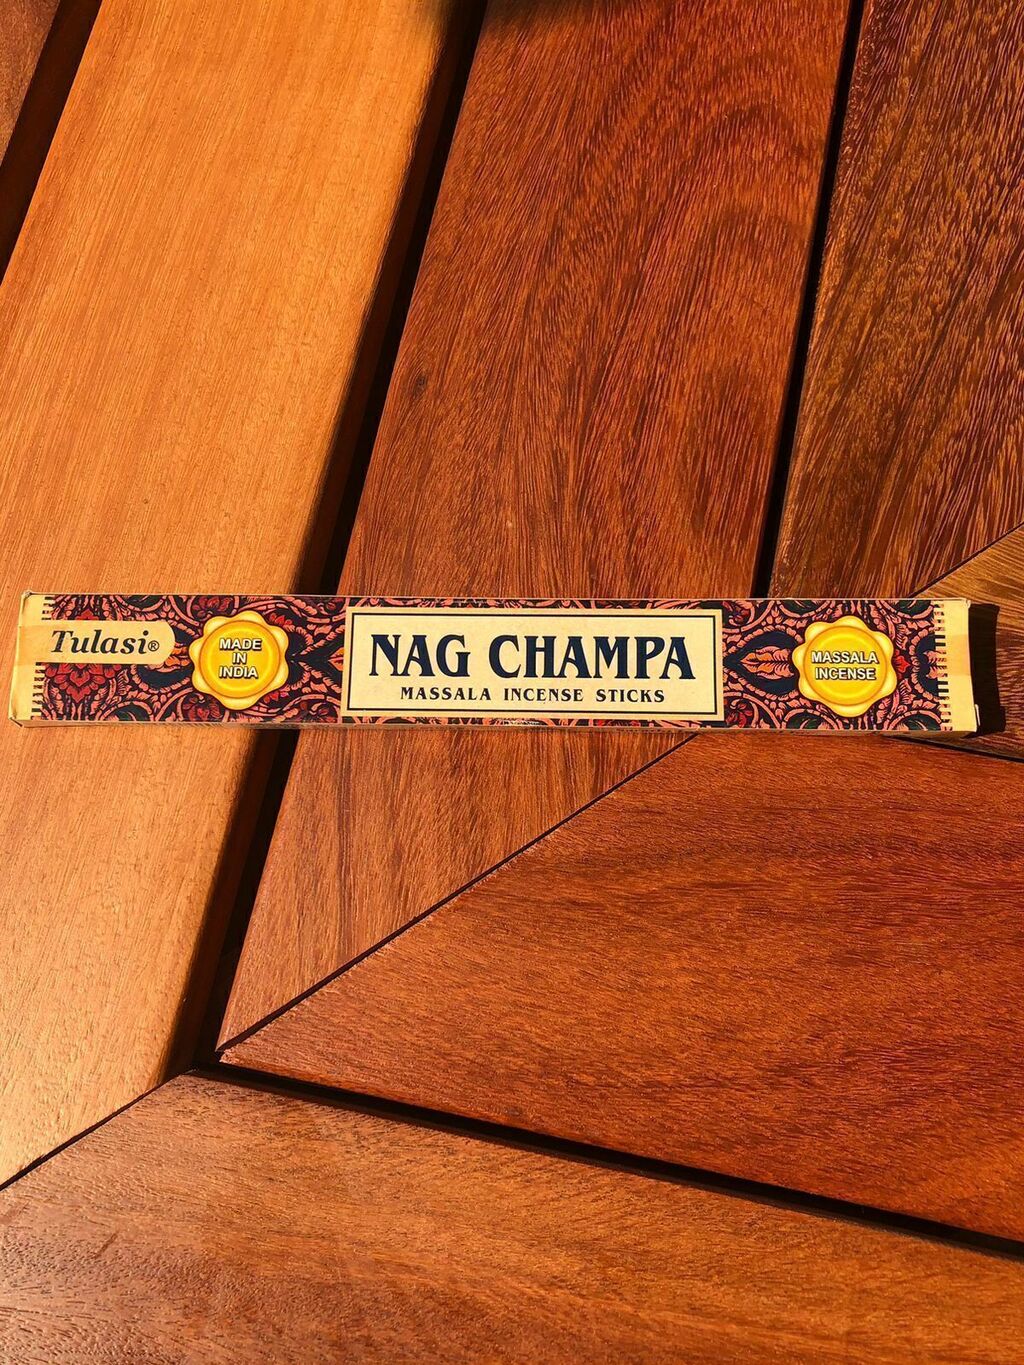 Tulasi®
MADE
IN
INDIA
NAG CHAMPA
MASSALA INCENSE STICKS
MASSALA
INCENSE